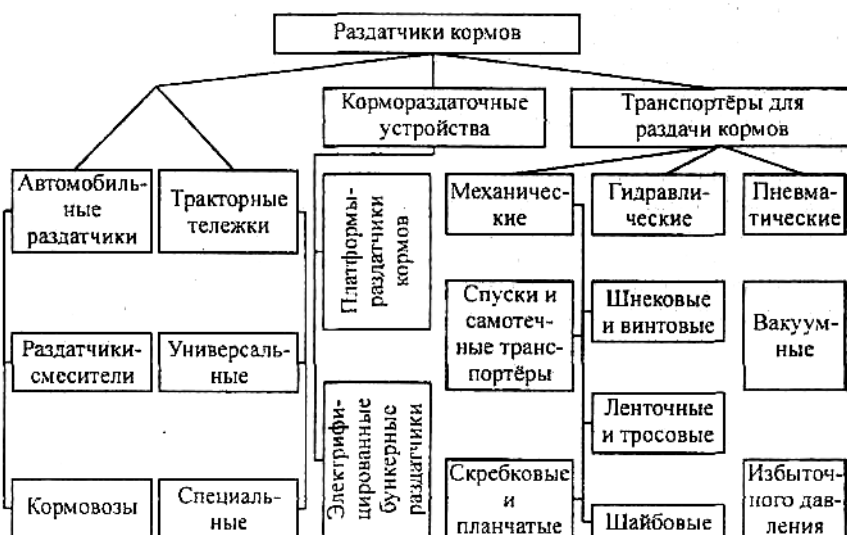 Раздатчики кормов
Кормораздаточные
устройства
Транспортёры для
раздачи кормов
Автомобиль-
ные
раздатчики
Тракторные
тележки
Платформы-
раздатчики
кормов
Механичес-
кие
Гидравли-
ческие
Пневма-
тические
Раздатчики-
смесители
Универсаль-
ные
Спуски и
самотеч-
ные транс-
портёры
Шнековые
и винтовые
Вакуум-
ные
Ленточные
и тросовые
Кормовозы
Специаль-
ные
Электрифи-
цированные
бункерные
раздатчики
Скребковые
и
планчатые
Шайбовые
Избыточ-
ного дав-
ления